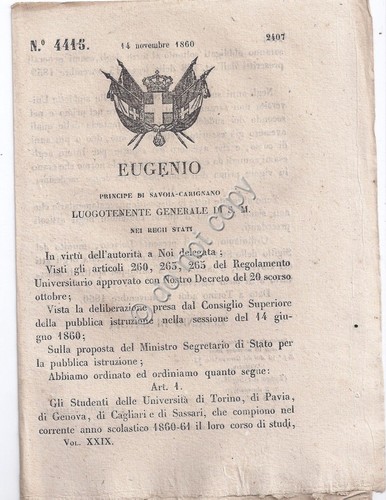 N.° 4415.
14 novembre 1860
2407
EUGENIO
PRINCIPE DI SAVOIA-CARIGNANO
LUOGOTENENTE GENERALE DI S. M.
NEI REGII STATI
In virtù dell'autorità a Noi delegata;
Visti gli articoli 260, 263, 265 del Regolamento
Universitario approvato con Nostro Decreto del 20 scorso
ottobre;
Vista la deliberazione presa dal Consiglio Superiore
della pubblica istruzione nella sessione del 14 giu-
gno 1860;
Sulla proposta del Ministro Segretario di Stato per
la pubblica istruzione;
Abbiamo ordinato ed ordiniamo quanto segue:
Art. 1.
Gli Studenti delle Università di Torino, di Pavia,
di Genova, di Cagliari e di Sassari, che compiono nel
corrente anno scolastico 1860-61 il loro corso di studi,
VOL. XXIX.
© do not copy